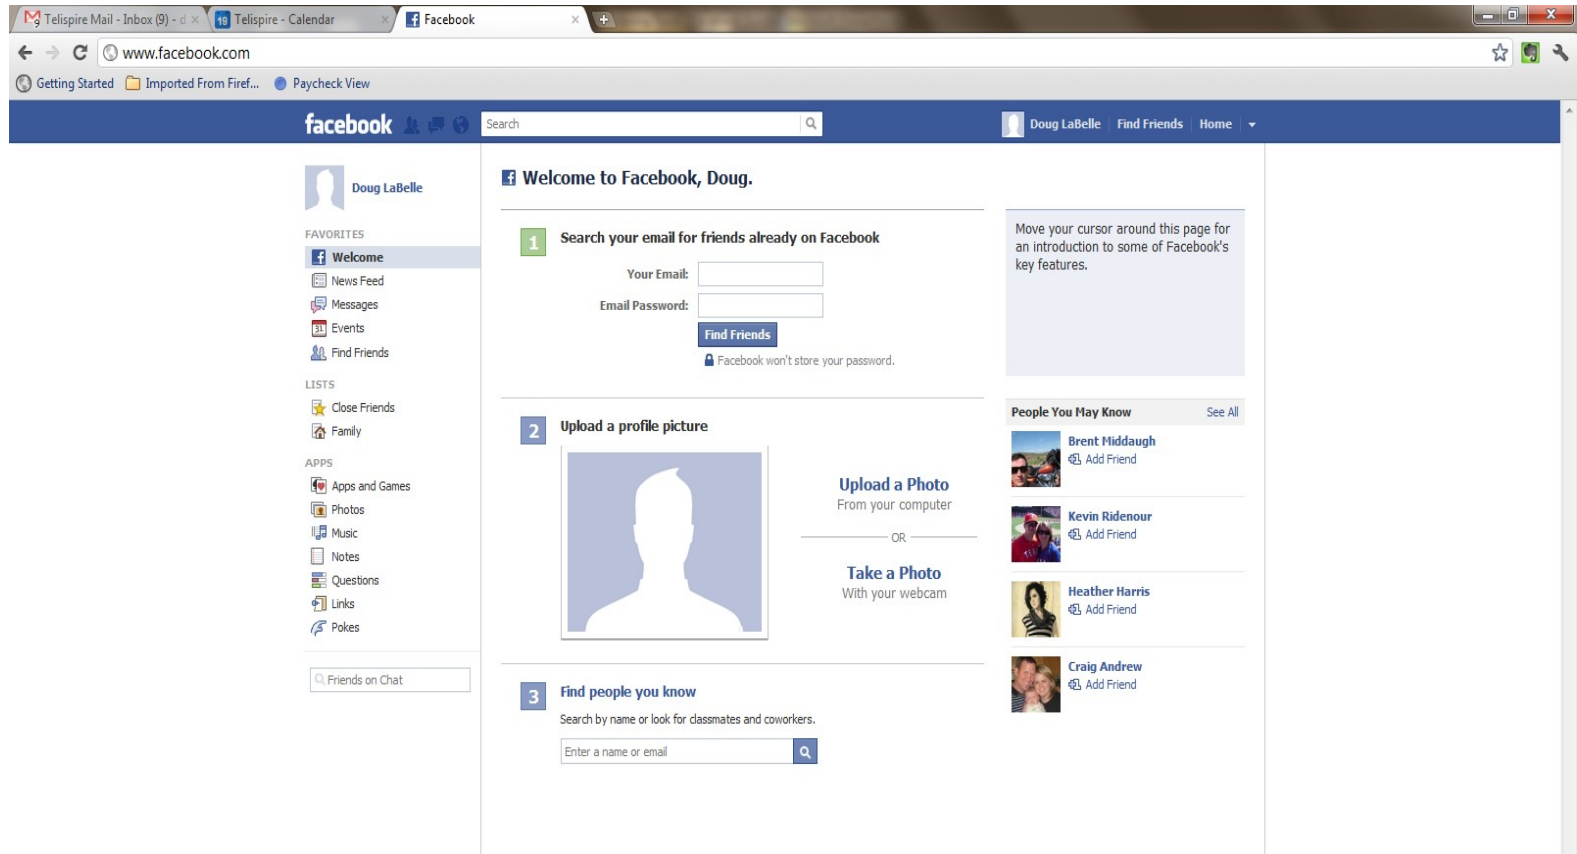 Telispire Mail - Inbox (9) - d
Telispire - Calendar
Facebook
www.facebook.com
Getting Started
Imported From Firef...
Paycheck View
facebook
Search
Doug LaBelle
Find Friends
Home
Doug LaBelle
FAVORITES
Welcome
News Feed
Messages
31
Events
Find Friends
LISTS
Close Friends
Family
APPS
Apps and Games
Photos
Music
Notes
Questions
Links
Pokes
Friends on Chat
Welcome to Facebook, Doug.
1
Search your email for friends already on Facebook
Your Email:
Email Password:
Find Friends
Facebook won't store your password.
2
Upload a profile picture
Upload a Photo
From your computer
OR
Take a Photo
With your webcam
3
Find people you know
Search by name or look for classmates and coworkers.
Enter a name or email
Move your cursor around this page for
an introduction to some of Facebook's
key features.
People You May Know
See All
Brent Middaugh
Add Friend
Kevin Ridenour
Add Friend
Heather Harris
Add Friend
Craig Andrew
Add Friend